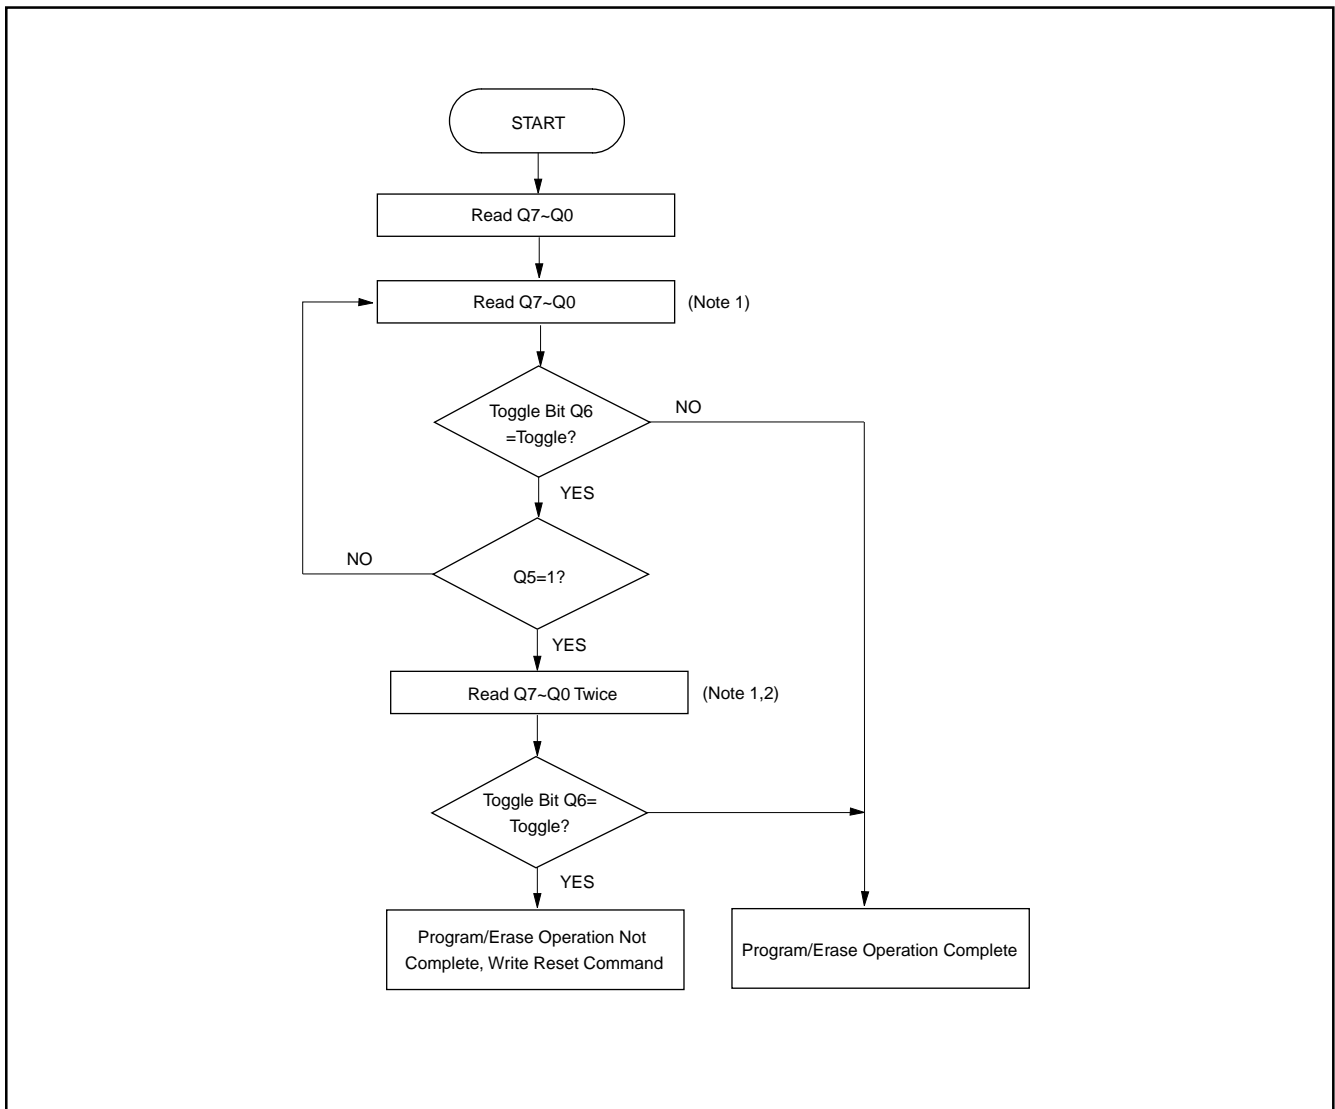 START
Read Q7~Q0
Read Q7~Q0
(Note 1)
Toggle Bit Q6
=Toggle?
NO
YES
NO
Q5=1?
YES
Read Q7~Q0 Twice
(Note 1,2)
Toggle Bit Q6=
Toggle?
YES
Program/Erase Operation Not
Complete, Write Reset Command
Program/Erase Operation Complete